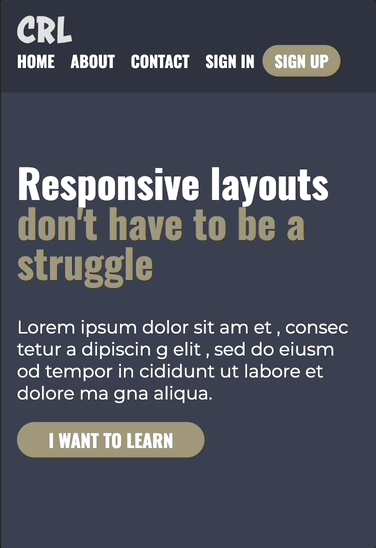 CRL
HOME ABOUT CONTACT SIGN IN SIGN UP
Responsive layouts
don't have to be a
struggle
Lorem ipsum dolor sit am et , consec
tetur a dipiscin g elit , sed do eiusm
od tempor in cididunt ut labore et
dolore ma gna aliqua.
I WANT TO LEARN